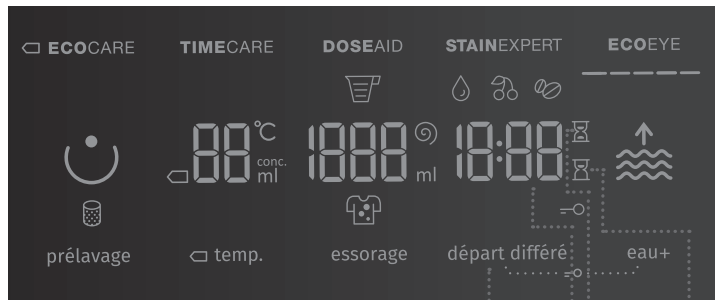 ECOCARE TIMECARE DOSEAID STAINEXPERT ECOEYE
88 °C 1888 18:88
conc.
ml ml
prélavage temp. essorage départ différé eau+